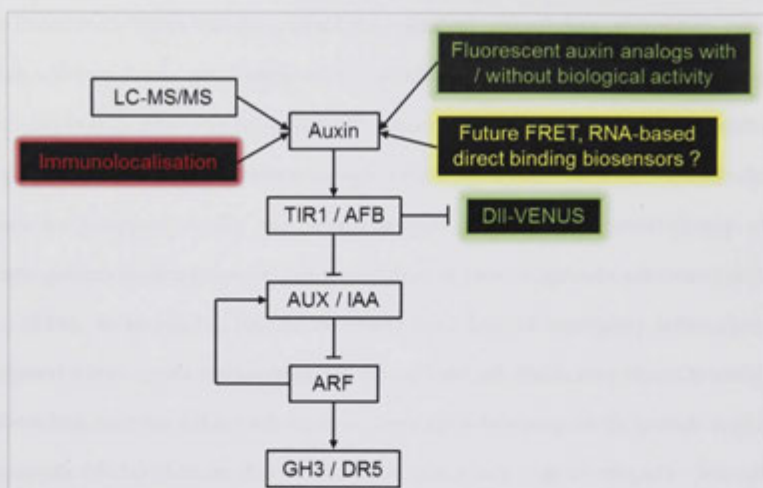 Fluorescent auxin analogs with
/ without biological activity
LC-MS/MS
Auxin
Immunolocalisation
Future FRET, RNA-based
direct binding biosensors ?
TIR1 / AFB
DII-VENUS
AUX / IAA
ARF
GH3 / DR5